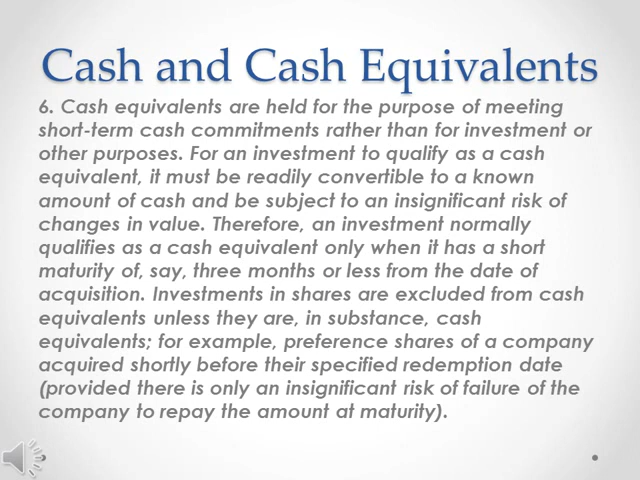 Cash and Cash Equivalents
6. Cash equivalents are held for the purpose of meeting
short-term cash commitments rather than for investment or
other purposes. For an investment to qualify as a cash
equivalent, it must be readily convertible to a known
amount of cash and be subject to an insignificant risk of
changes in value. Therefore, an investment normally
qualifies as a cash equivalent only when it has a short
maturity of, say, three months or less from the date of
acquisition. Investments in shares are excluded from cash
equivalents unless they are, in substance, cash
equivalents; for example, preference shares of a company
acquired shortly before their specified redemption date
(provided there is only an insignificant risk of failure of the
company to repay the amount at maturity).